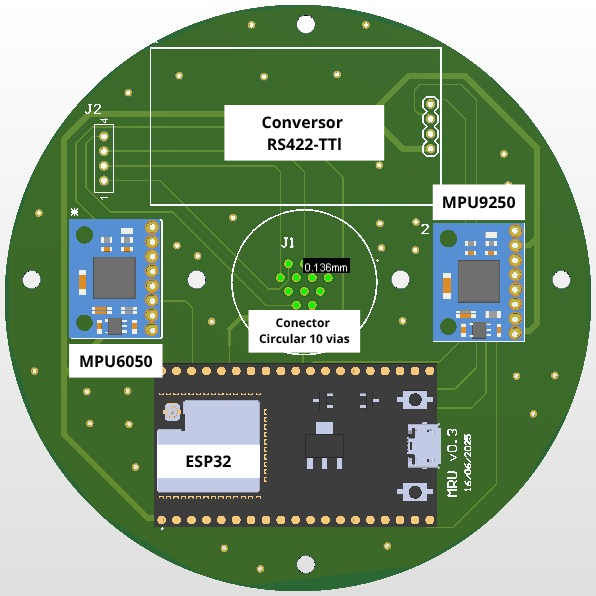 J2
4
1
Conversor
RS422-TTl
MPU9250
2
*
J1
0.136mm
Conector
Circular 10 vias
MPU6050
ESP32
MRU v0.3
16/06/2025